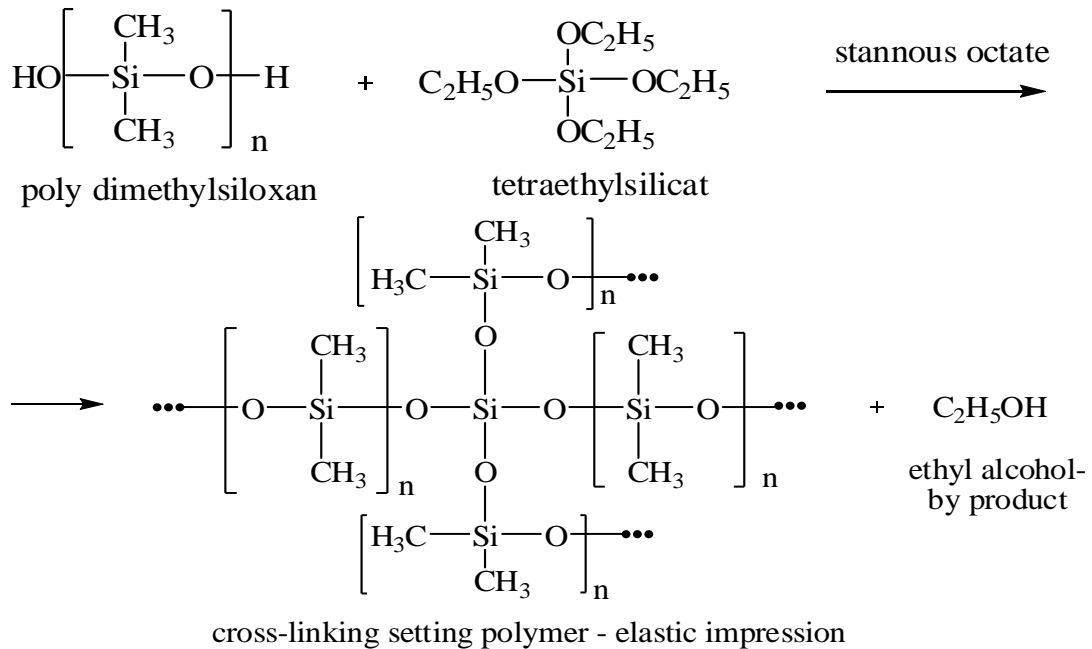 CH3 OC2H5
HO Si O H + C2H5O Si OC2H5 stannous octate
CH3 n OC2H5
poly dimethylsiloxan tetraethylsilicat
CH3
H3C Si O n •••
O
CH3 CH3
••• O Si O Si O Si O ••• + C2H5OH
CH3 n O CH3 n ethyl alcohol-
by product
H3C Si O n •••
CH3
cross-linking setting polymer - elastic impression